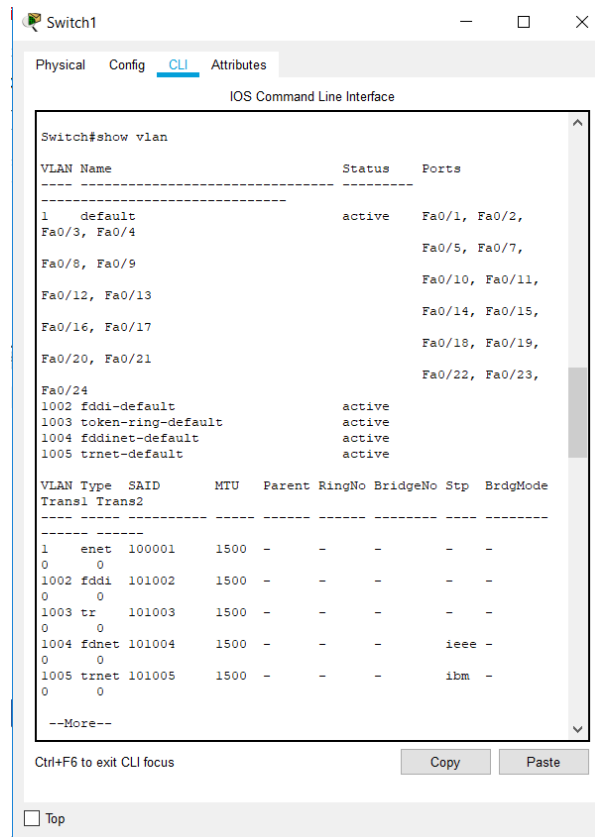 Switch1
Physical Config CLI Attributes
IOS Command Line Interface
Switch#show vlan
VLAN Name Status Ports
---- -------------------------------- ---------
-------------------------------
1 default active Fa0/1, Fa0/2,
Fa0/3, Fa0/4
Fa0/5, Fa0/7,
Fa0/8, Fa0/9
Fa0/10, Fa0/11,
Fa0/12, Fa0/13
Fa0/14, Fa0/15,
Fa0/16, Fa0/17
Fa0/18, Fa0/19,
Fa0/20, Fa0/21
Fa0/22, Fa0/23,
Fa0/24
1002 fddi-default active
1003 token-ring-default active
1004 fddinet-default active
1005 trnet-default active
VLAN Type SAID MTU Parent RingNo BridgeNo Stp BrdgMode
Trans1 Trans2
---- ----- ---------- ----- ------ ------ -------- ---- --------
------ ------
1 enet 100001 1500 - - - - -
0 0
1002 fddi 101002 1500 - - - - -
0 0
1003 tr 101003 1500 - - - - -
0 0
1004 fdnet 101004 1500 - - - ieee -
0 0
1005 trnet 101005 1500 - - - ibm -
0 0
--More--
Ctrl+F6 to exit CLI focus
Copy Paste
Top